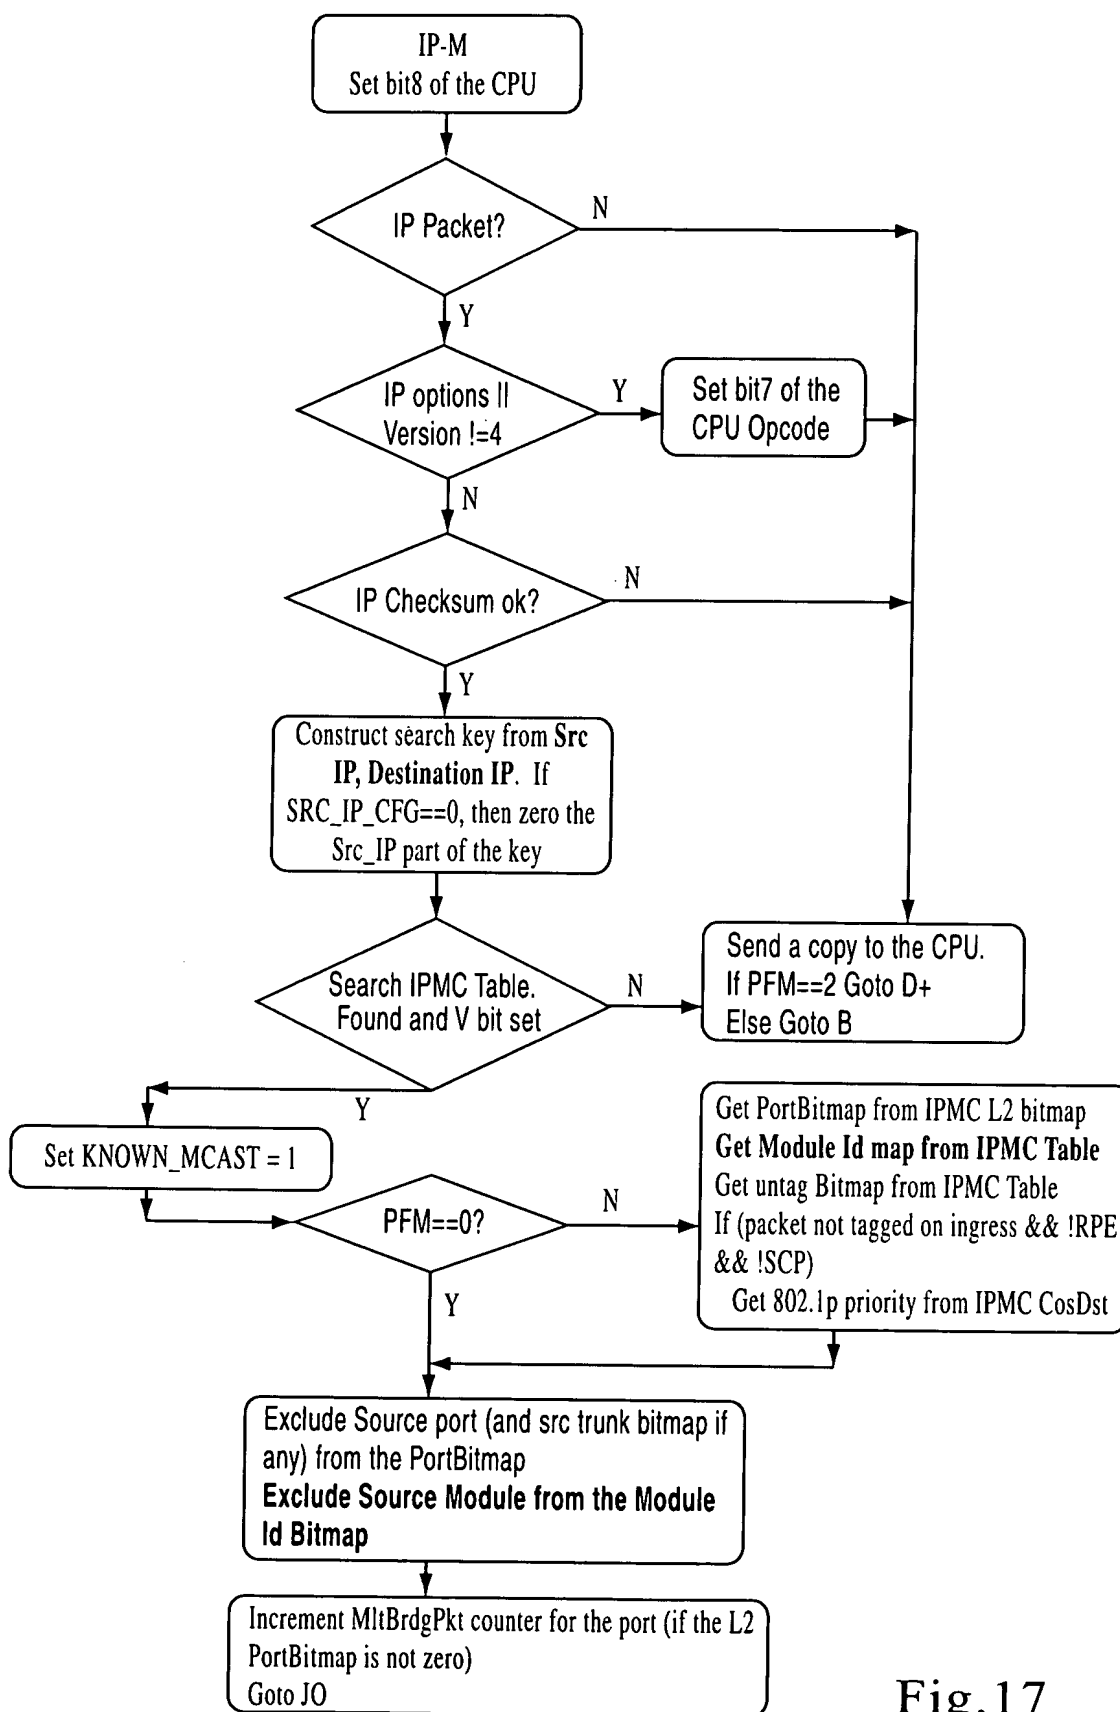 IP-M
Set bit8 of the CPU
IP Packet?
N
Y
IP options ||
Version !=4
Y
Set bit7 of the
CPU Opcode
N
IP Checksum ok?
N
Y
Construct search key from Src
IP, Destination IP. If
SRC_IP_CFG==0, then zero the
Src_IP part of the key
Search IPMC Table.
Found and V bit set
N
Send a copy to the CPU.
If PFM==2 Goto D+
Else Goto B
Y
Set KNOWN_MCAST = 1
PFM==0?
N
Get PortBitmap from IPMC L2 bitmap
Get Module Id map from IPMC Table
Get untag Bitmap from IPMC Table
If (packet not tagged on ingress && !RPE
&& !SCP)
Get 802.1p priority from IPMC CosDst
Y
Exclude Source port (and src trunk bitmap if
any) from the PortBitmap
Exclude Source Module from the Module
Id Bitmap
Increment MltBrdgPkt counter for the port (if the L2
PortBitmap is not zero)
Goto JO
Fig.17